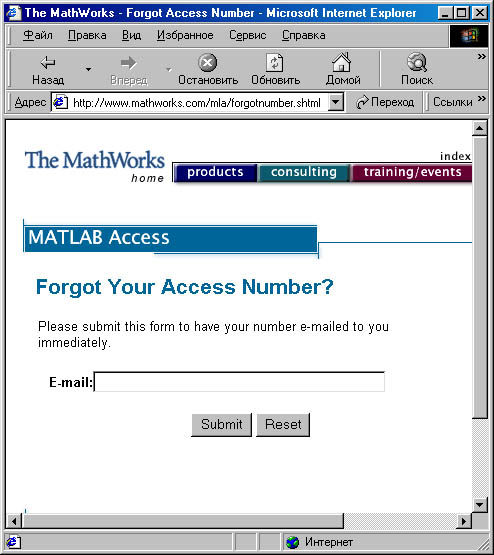 The MathWorks - Forgot Access Number - Microsoft Internet Explorer
Файл Правка Вид Избранное Сервис Справка
Назад Вперед Остановить Обновить Домой Поиск »
Адрес http://www.mathworks.com/mla/forgotnumber.shtml Переход Ссылки »
The MathWorks
home
index
products consulting training/events
MATLAB Access
Forgot Your Access Number?
Please submit this form to have your number e-mailed to you
immediately.
E-mail:
Submit Reset
Интернет